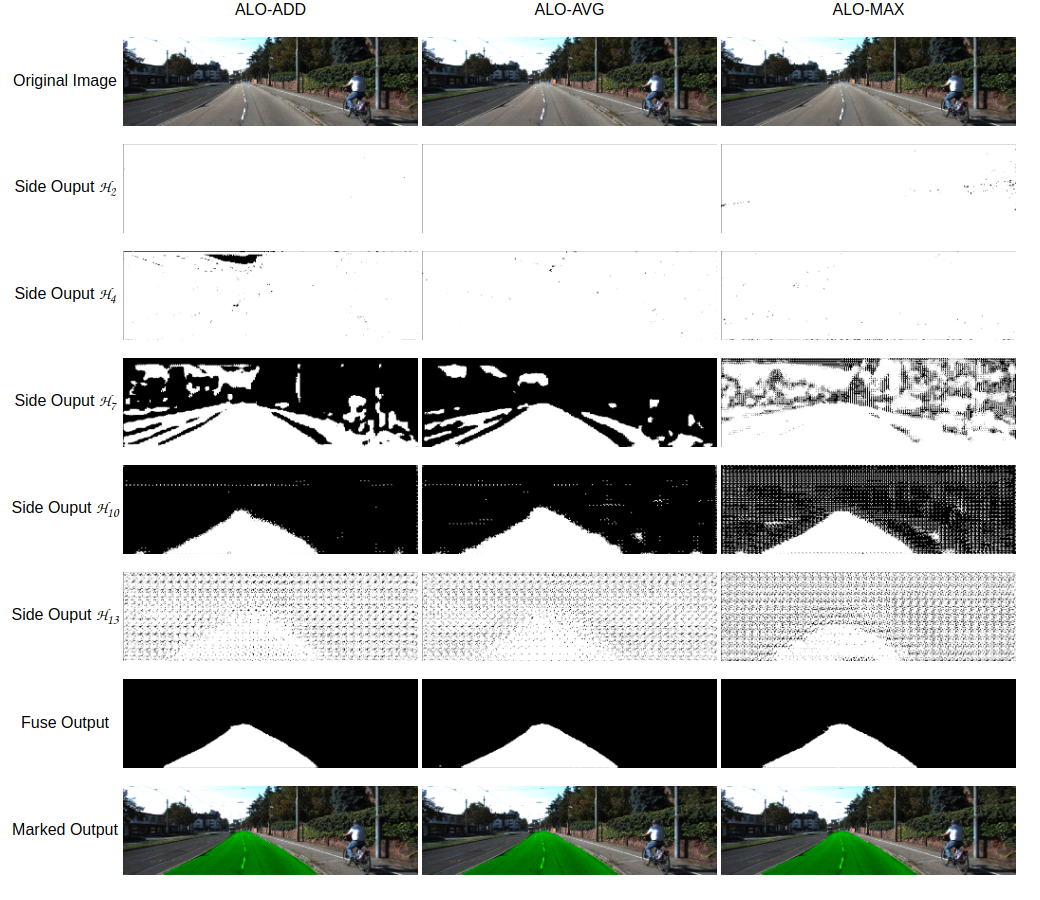 ALO-ADD ALO-AVG ALO-MAX
Original Image
Side Ouput ℋ2
Side Ouput ℋ4
Side Ouput ℋ7
Side Ouput ℋ10
Side Ouput ℋ13
Fuse Output
Marked Output